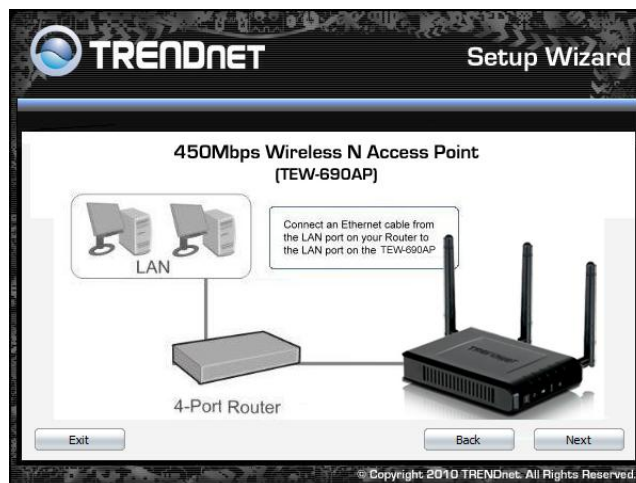 TRENDNET
Setup Wizard
450Mbps Wireless N Access Point
(TEW-690AP)
Connect an Ethernet cable from
the LAN port on your Router to
the LAN port on the TEW-690AP
LAN
TRENDNET
4-Port Router
Exit
Back
Next
© Copyright 2010 TRENDnet. All Rights Reserved.